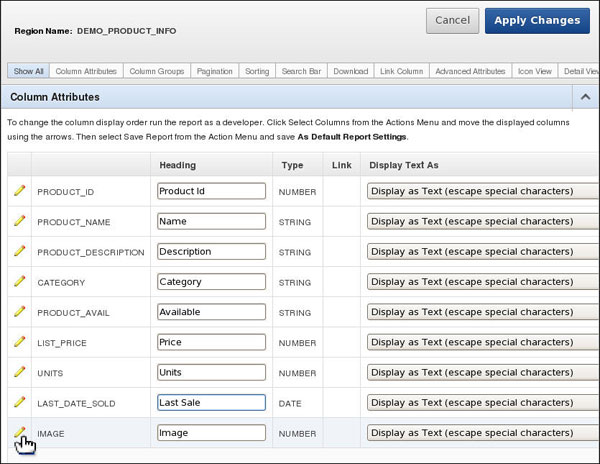 Region Name: DEMO_PRODUCT_INFO
Cancel Apply Changes
Show All Column Attributes Column Groups Pagination Sorting Search Bar Download Link Column Advanced Attributes Icon View Detail View
Column Attributes
To change the column display order run the report as a developer. Click Select Columns from the Actions Menu and move the displayed columns
using the arrows. Then select Save Report from the Action Menu and save As Default Report Settings.
Heading Type Link Display Text As
PRODUCT_ID Product Id NUMBER Display as Text (escape special characters)
PRODUCT_NAME Name STRING Display as Text (escape special characters)
PRODUCT_DESCRIPTION Description STRING Display as Text (escape special characters)
CATEGORY Category STRING Display as Text (escape special characters)
PRODUCT_AVAIL Available STRING Display as Text (escape special characters)
LIST_PRICE Price NUMBER Display as Text (escape special characters)
UNITS Units NUMBER Display as Text (escape special characters)
LAST_DATE_SOLD Last Sale DATE Display as Text (escape special characters)
IMAGE Image NUMBER Display as Text (escape special characters)